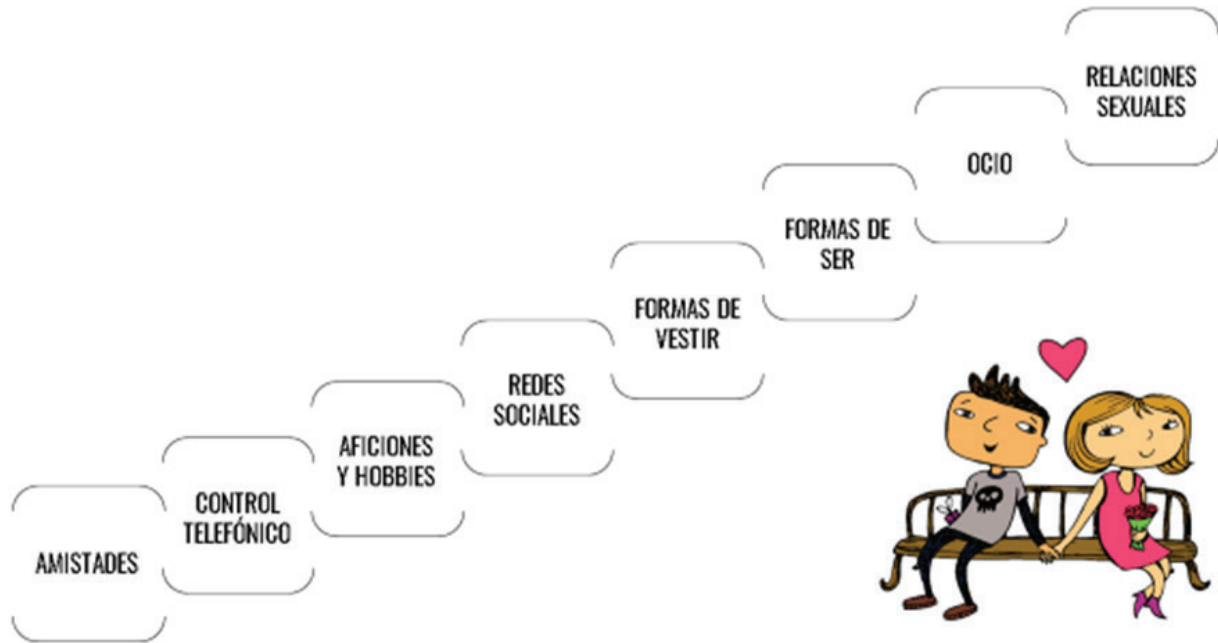 AMISTADES
CONTROL
TELEFÓNICO
AFICIONES
Y HOBBIES
REDES
SOCIALES
FORMAS DE
VESTIR
FORMAS DE
SER
OCIO
RELACIONES
SEXUALES